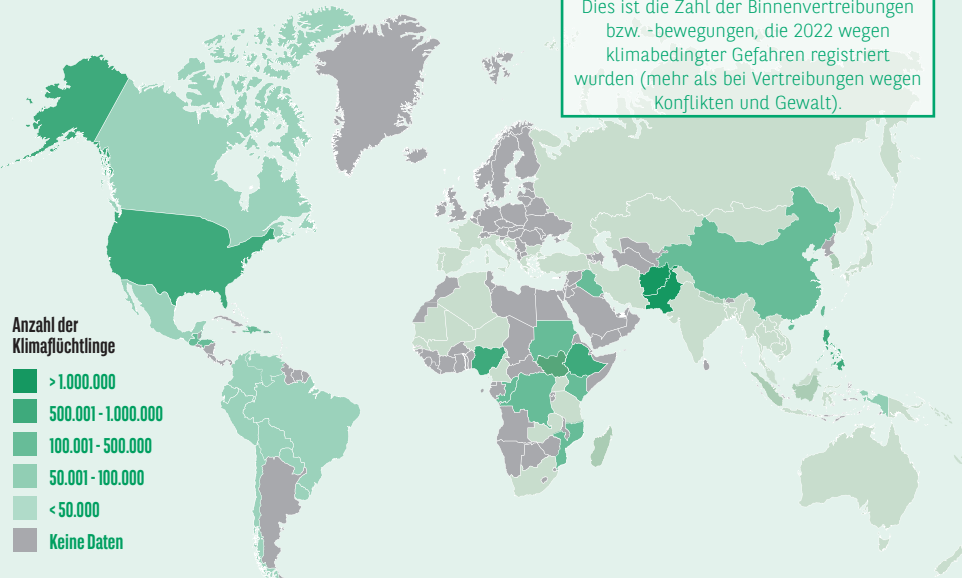 Dies ist die Zahl der Binnenvertreibungen
bzw. -bewegungen, die 2022 wegen
klimabedingter Gefahren registriert
wurden (mehr als bei Vertreibungen wegen
Konflikten und Gewalt).
Anzahl der
Klimaflüchtlinge
> 1.000.000
500.001 - 1.000.000
100.001 - 500.000
50.001 - 100.000
< 50.000
Keine Daten